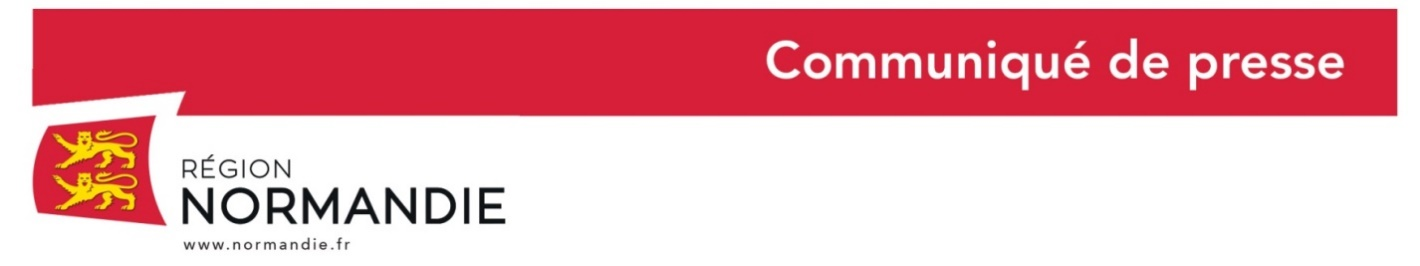 Communiqué de presse
RÉGION
NORMANDIE
www.normandie.fr